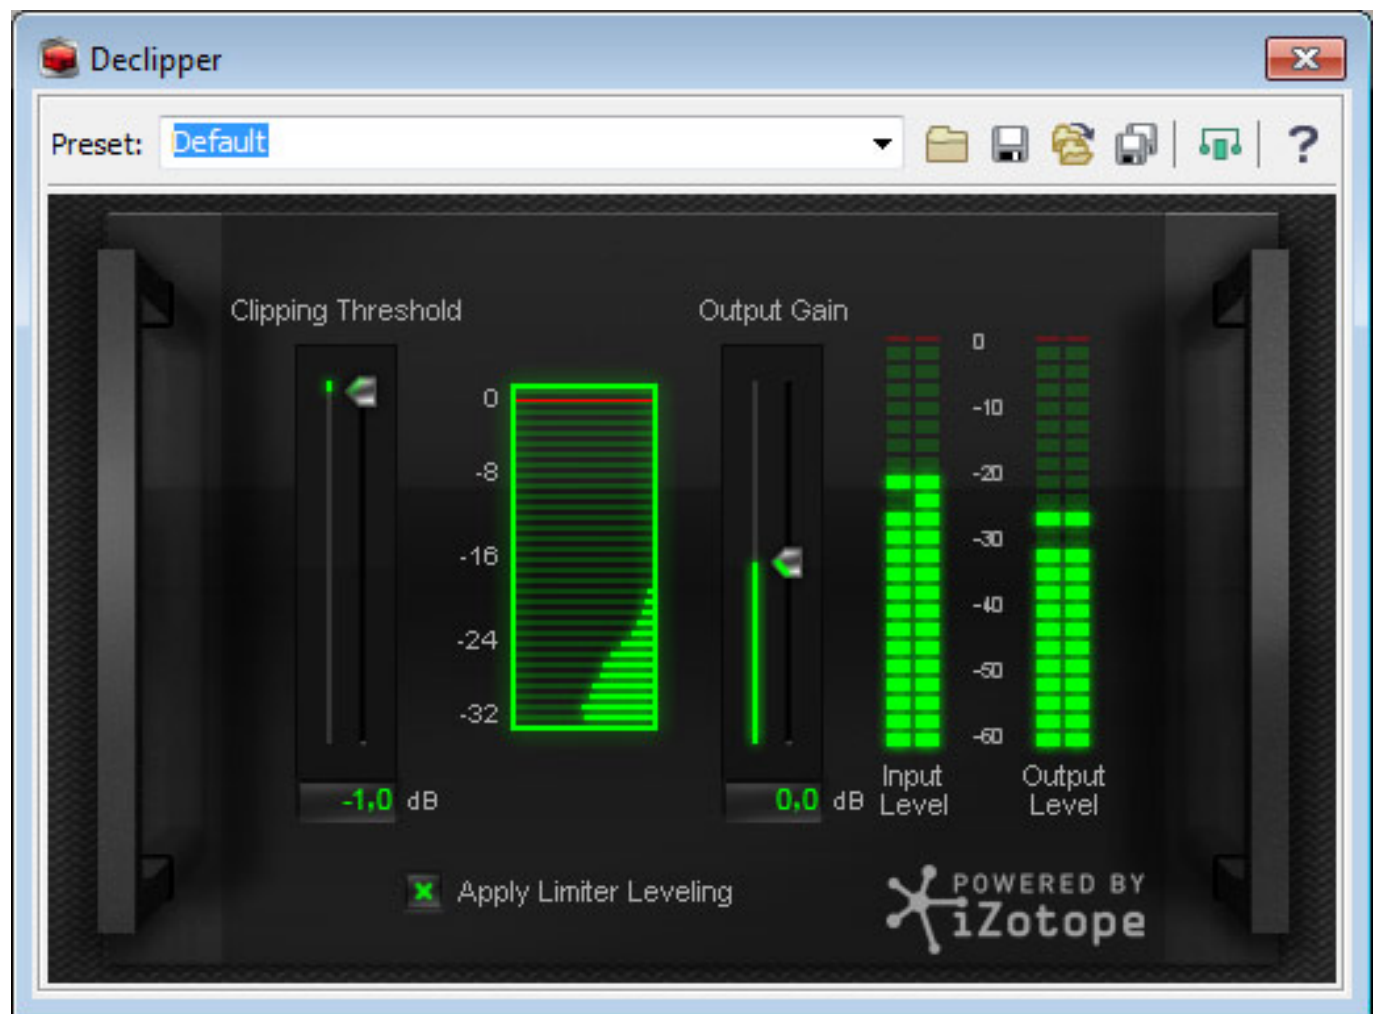 Declipper
Preset: Default
?
Clipping Threshold
Output Gain
0
-8
-16
-24
-32
0
-10
-20
-30
-40
-50
-60
-1,0 dB
0,0 dB
Input
Level
Output
Level
Apply Limiter Leveling
POWERED BY
iZotope